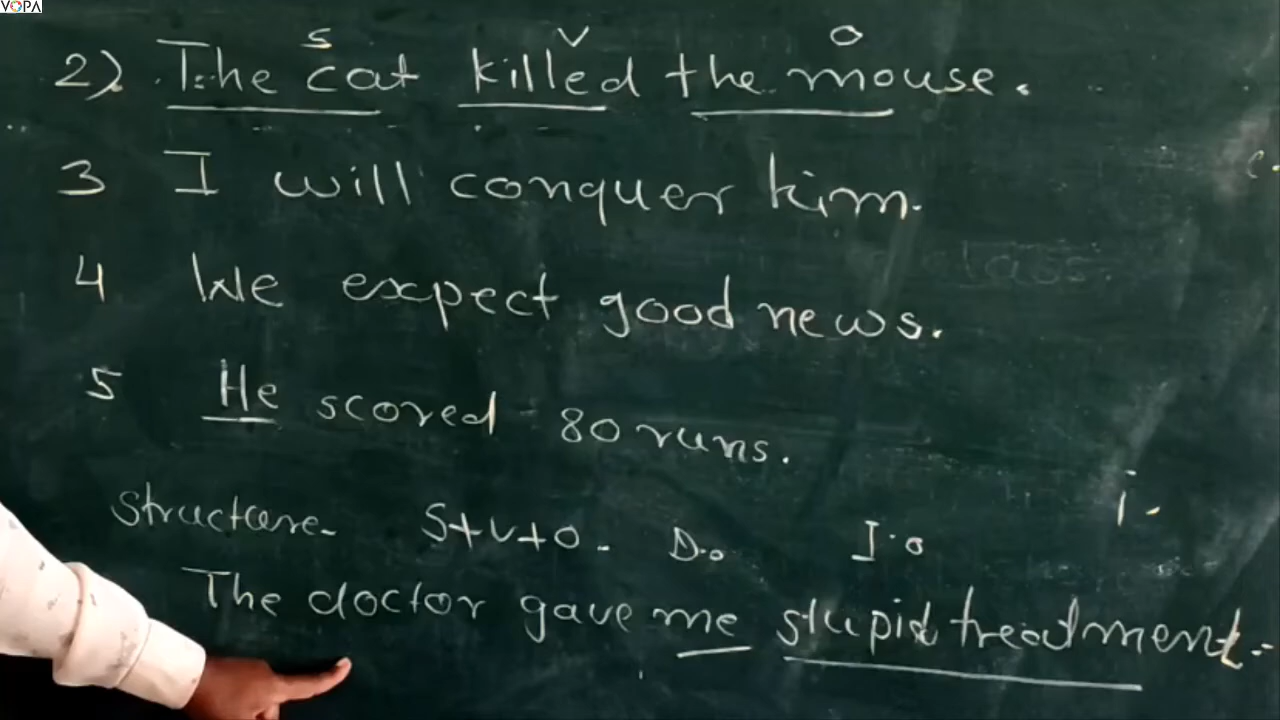 VOPA
S V O
2) The cat killed the mouse.
3 I will conquer kim.
4 We expect good news.
5 He scored 80 runs.
Structure- S+V+O- D.o I.o
The doctor gave me stupid treatment-